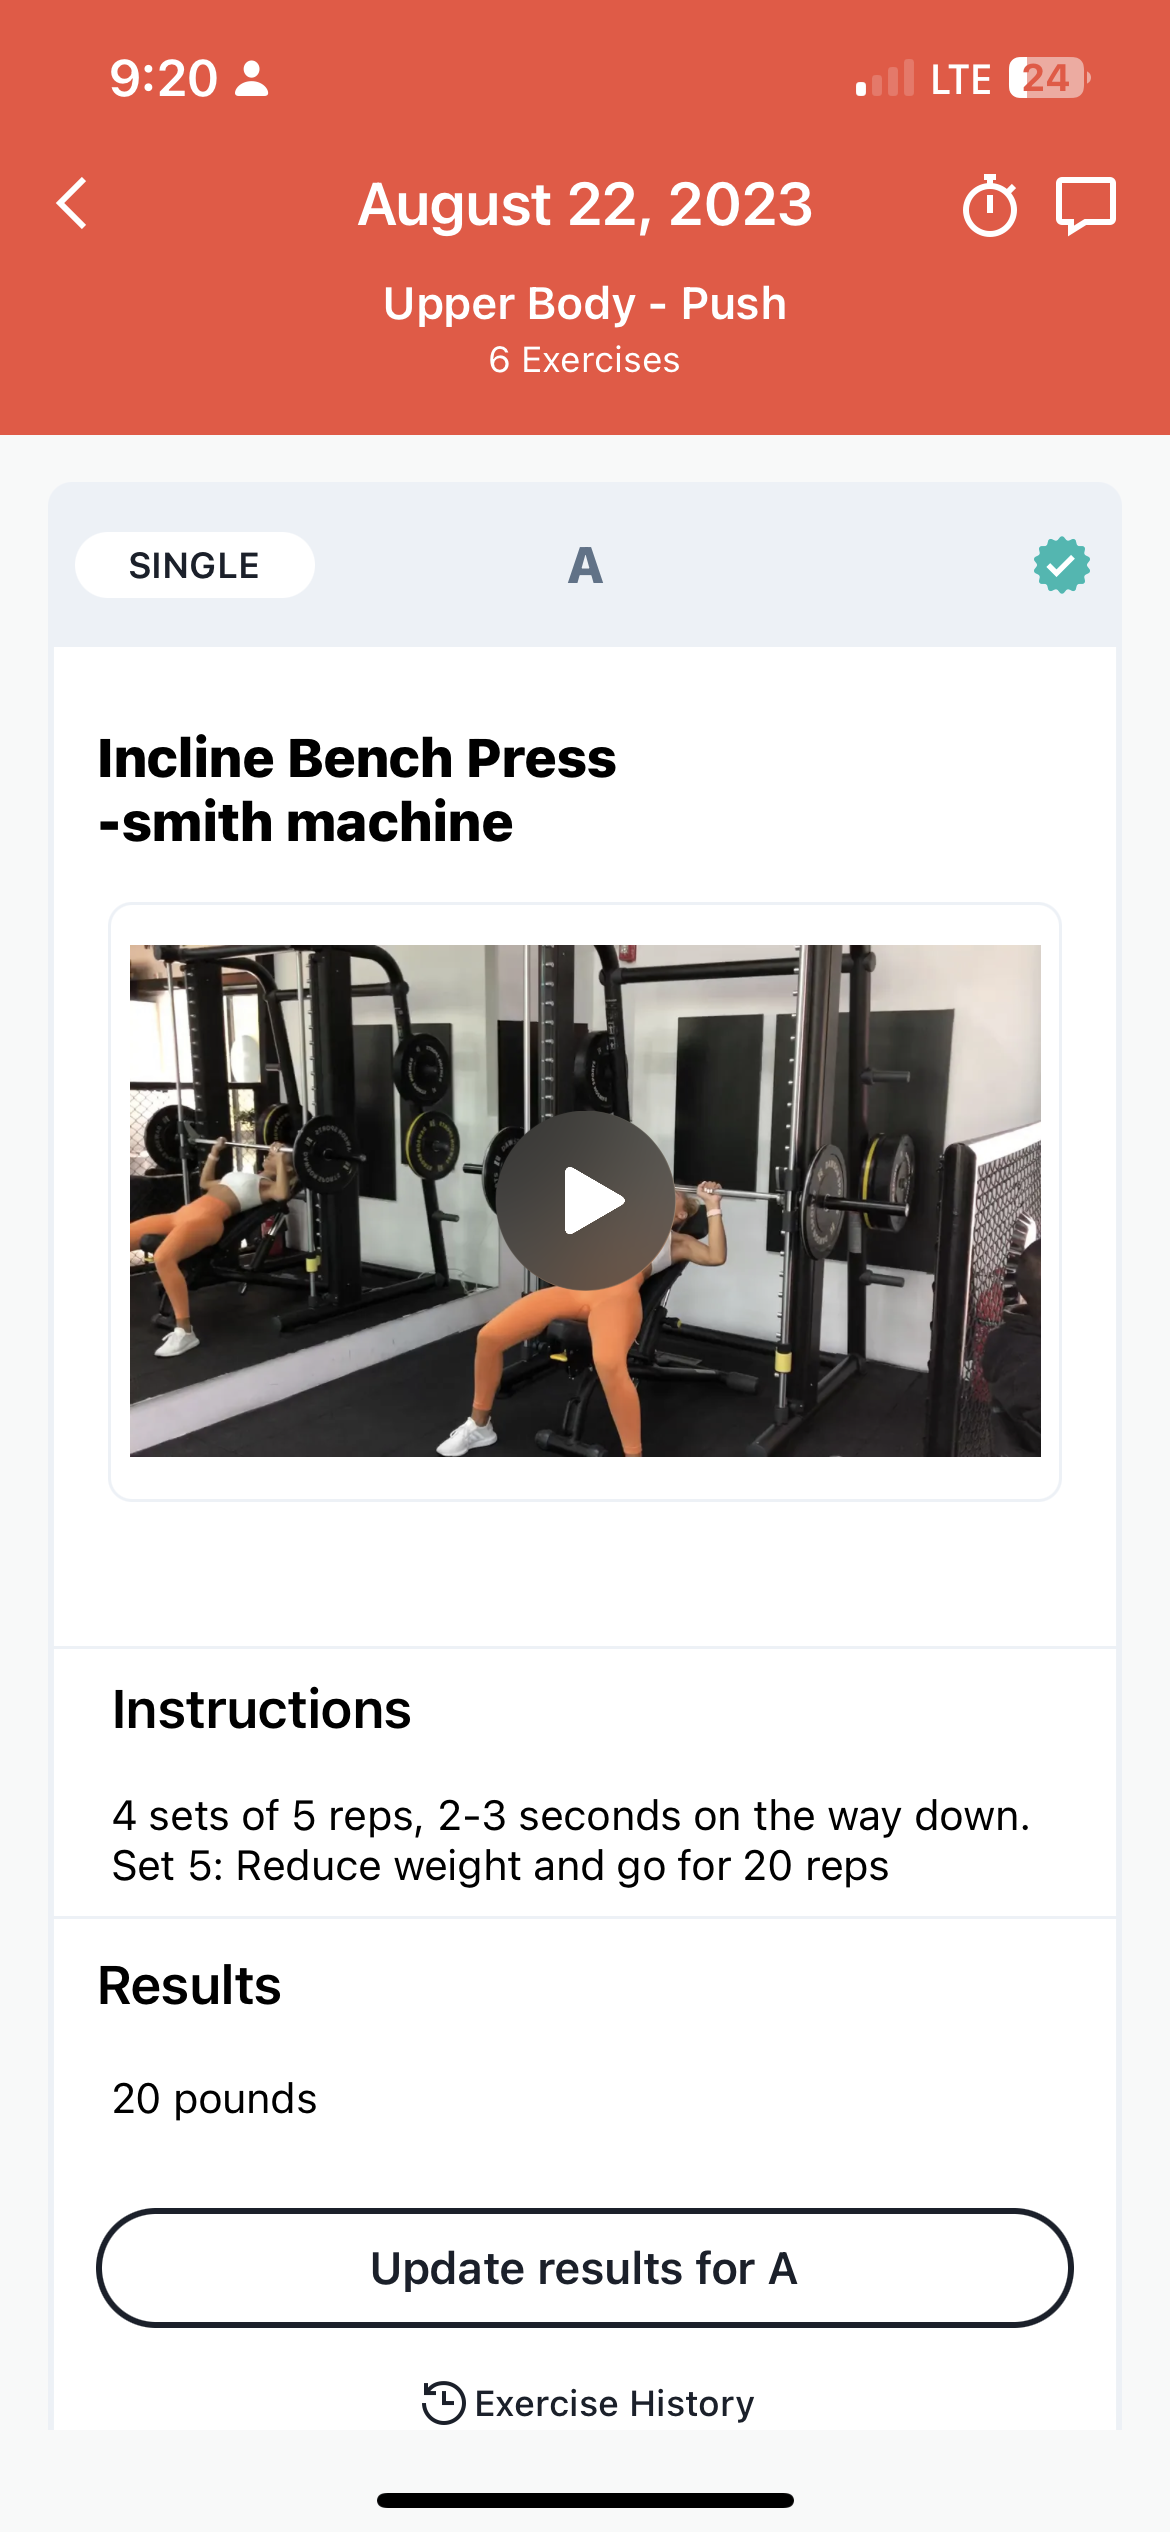 9:20
LTE 24
August 22, 2023
Upper Body - Push
6 Exercises
SINGLE
A
Incline Bench Press
-smith machine
Instructions
4 sets of 5 reps, 2-3 seconds on the way down.
Set 5: Reduce weight and go for 20 reps
Results
20 pounds
Update results for A
Exercise History